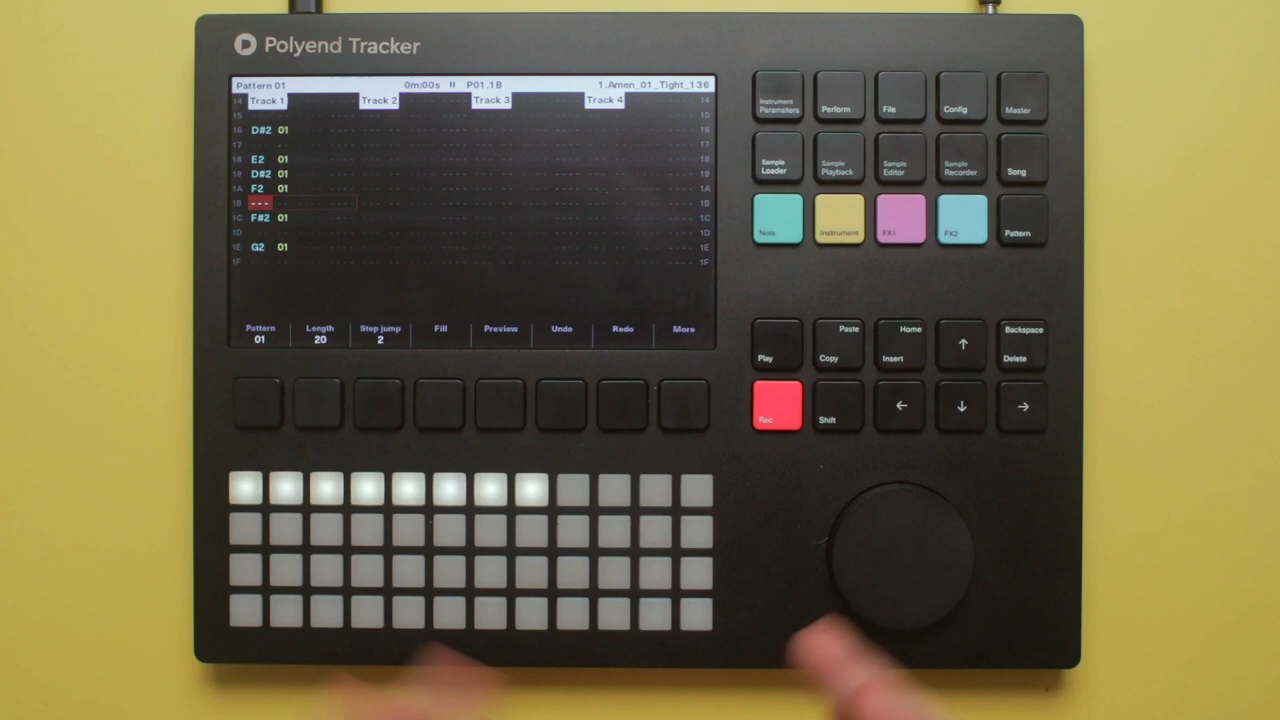 Polyend Tracker
Pattern 01 0m:00s II P01.1B 1.Amen_01_Tight_136
14 Track 1 Track 2 Track 3 Track 4 14
15 15
16 D#2 01 16
17 17
18 E2 01 18
19 D#2 01 19
1A F2 01 1A
1B --- 1B
1C F#2 01 1C
1D 1D
1E G2 01 1E
1F 1F
Pattern Length Step jump Fill Preview Undo Redo More
01 20 2
Instrument Parameters
Perform
File
Config
Master
Sample Loader
Sample Playback
Sample Editor
Sample Recorder
Song
Note
Instrument
FX1
FX2
Pattern
Play
Paste
Copy
Home
Insert
↑
Backspace
Delete
Rec
Shift
←
↓
→